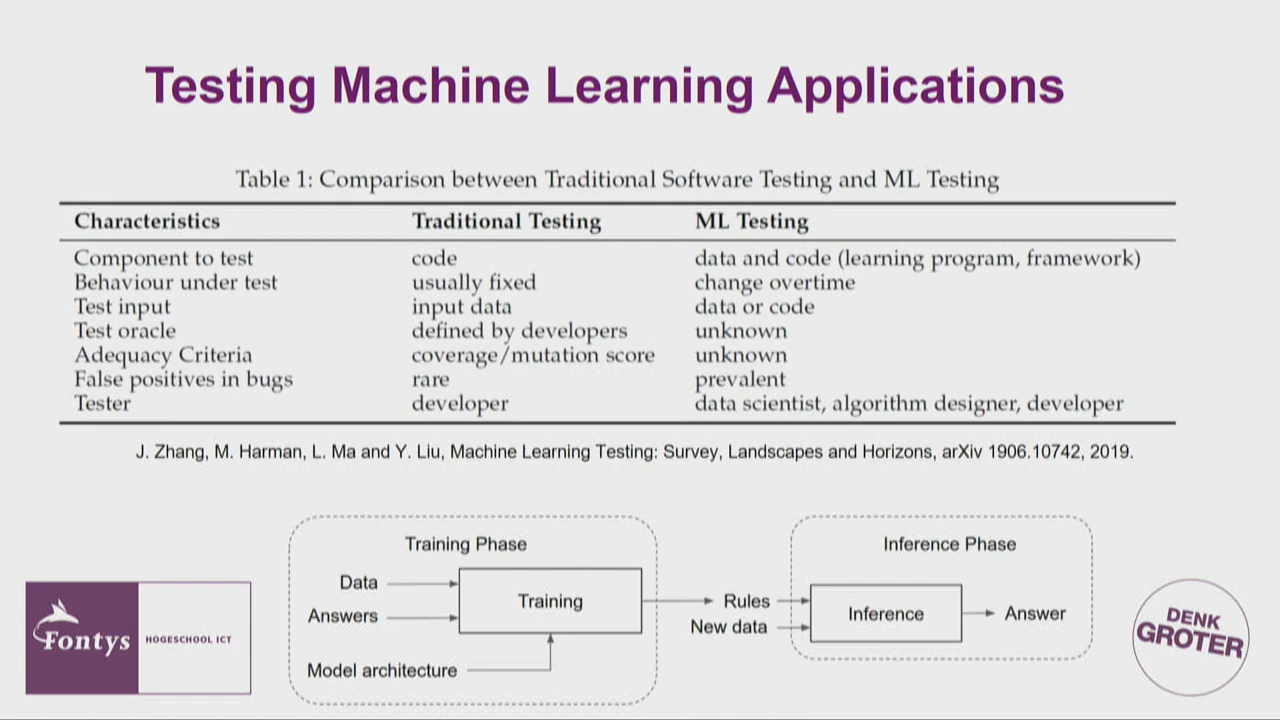 Testing Machine Learning Applications
Table 1: Comparison between Traditional Software Testing and ML Testing
Characteristics Traditional Testing ML Testing
Component to test code data and code (learning program, framework)
Behaviour under test usually fixed change overtime
Test input input data data or code
Test oracle defined by developers unknown
Adequacy Criteria coverage/mutation score unknown
False positives in bugs rare prevalent
Tester developer data scientist, algorithm designer, developer
J. Zhang, M. Harman, L. Ma and Y. Liu, Machine Learning Testing: Survey, Landscapes and Horizons, arXiv 1906.10742, 2019.
Training Phase
Data
Answers
Training
Model architecture
Rules
New data
Inference Phase
Inference
Answer
Fontys
HOGESCHOOL ICT
DENK
GROTER